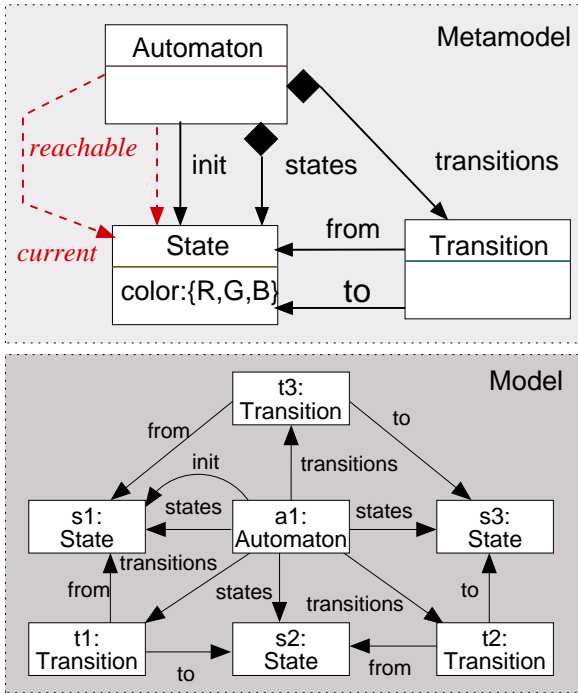 Automaton
Metamodel
reachable
init
states
transitions
current
State
from
Transition
color:{R,G,B}
to
Model
t3:
Transition
from
to
init
transitions
states
states
s1:
State
a1:
Automaton
s3:
State
transitions
from
states
transitions
to
t1:
Transition
to
s2:
State
from
t2:
Transition